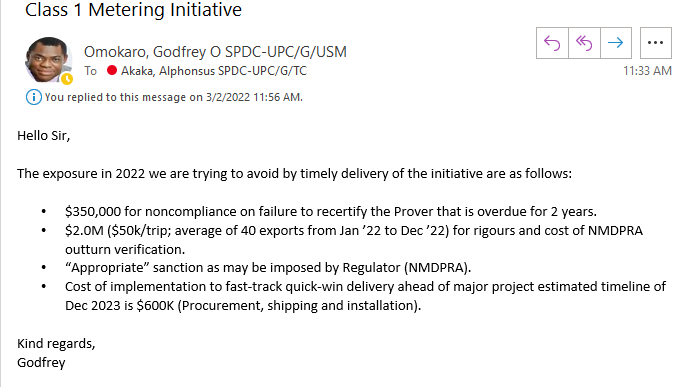 Class 1 Metering Initiative
Omokaro, Godfrey O SPDC-UPC/G/USM
To Akaka, Alphonsus SPDC-UPC/G/TC
11:33 AM
You replied to this message on 3/2/2022 11:56 AM.
Hello Sir,
The exposure in 2022 we are trying to avoid by timely delivery of the initiative are as follows:
• $350,000 for noncompliance on failure to recertify the Prover that is overdue for 2 years.
• $2.0M ($50k/trip; average of 40 exports from Jan ’22 to Dec ’22) for rigours and cost of NMDPRA
outturn verification.
• “Appropriate” sanction as may be imposed by Regulator (NMDPRA).
• Cost of implementation to fast-track quick-win delivery ahead of major project estimated timeline of
Dec 2023 is $600K (Procurement, shipping and installation).
Kind regards,
Godfrey